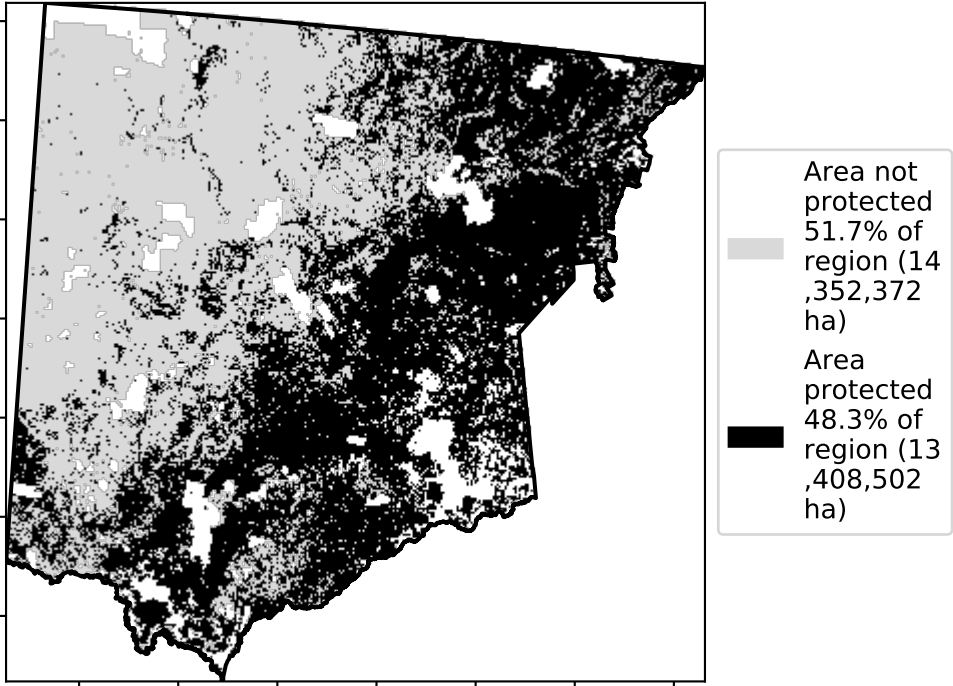 Area not
protected
51.7% of
region (14
,352,372
ha)
Area
protected
48.3% of
region (13
,408,502
ha)